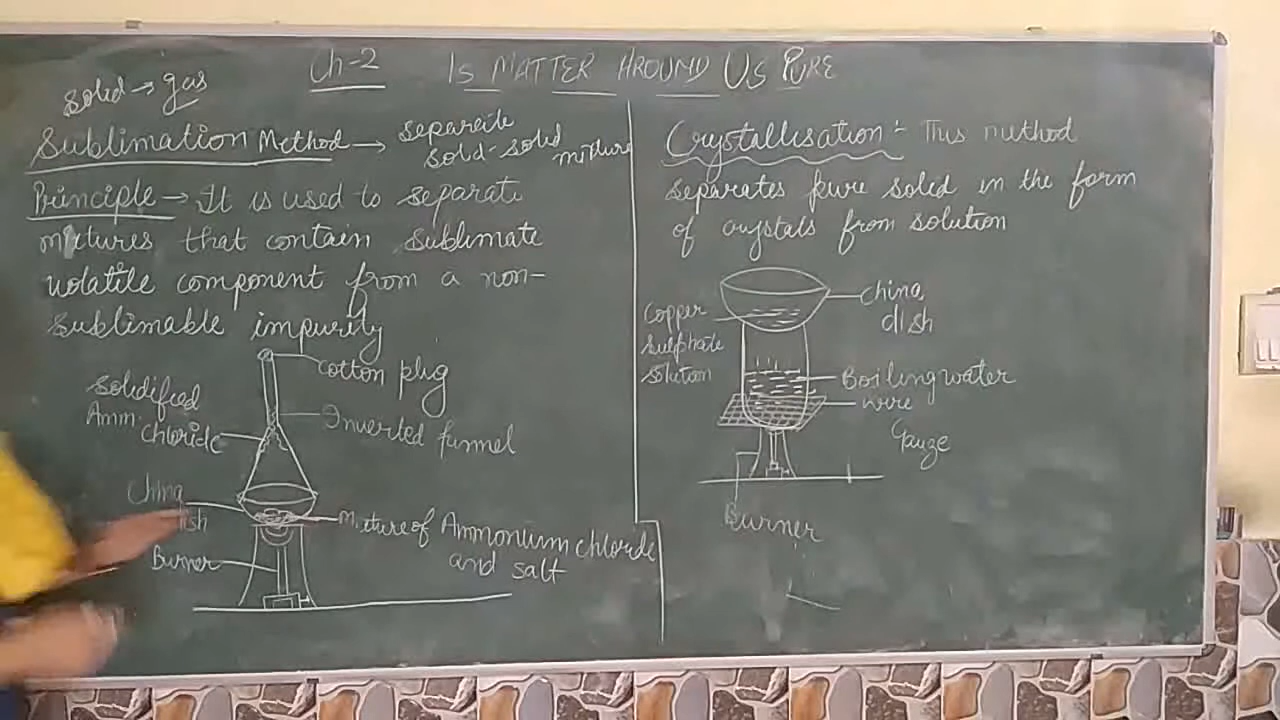 Ch-2 Is MATTER AROUND US PURE
solid → gas
Sublimation Method → separate
solid-solid
mixture
Principle → It is used to separate
mixtures that contain sublimate
volatile component from a non-
sublimable impurity
cotton plug
solidified
Amm.
chloride
Inverted funnel
China
dish
Mixture of Ammonium chloride
and salt
Burner
Crystallisation :- This method
separates pure solid in the form
of crystals from solution
China
dish
Copper
sulphate
solution
Boiling water
wire
Gauze
Burner